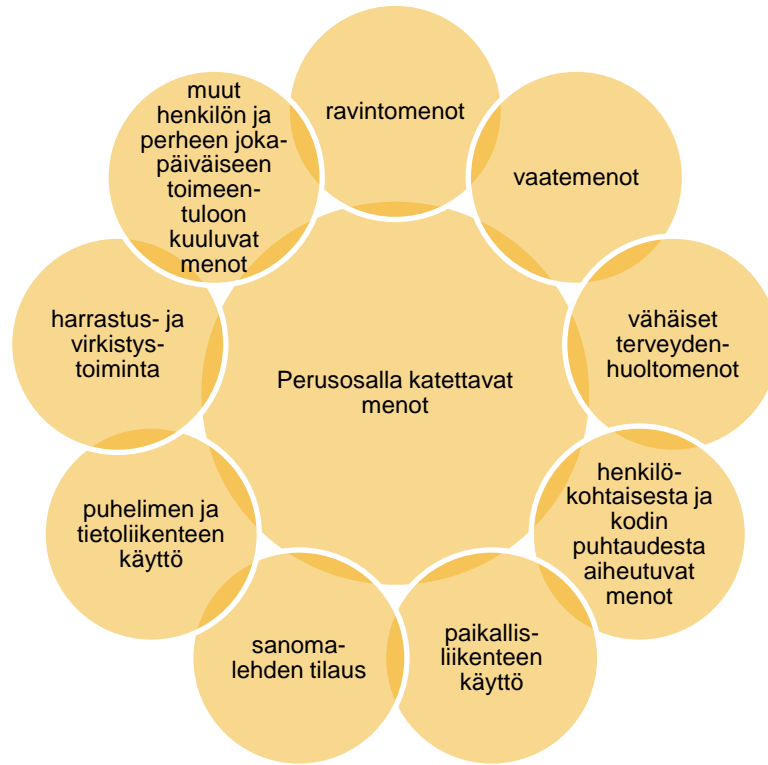 muut
henkilön ja
perheen joka-
päiväiseen
toimeen-
tuloon
kuuluvat
menot
ravintomenot
vaatemenot
vähäiset
terveyden-
huoltomenot
henkilö-
kohtaisesta ja
kodin
puhtaudesta
aiheutuvat
menot
paikallis-
liikenteen
käyttö
sanoma-
lehden tilaus
puhelimen ja
tietoliikenteen
käyttö
harrastus- ja
virkistys-
toiminta
Perusosalla katettavat
menot